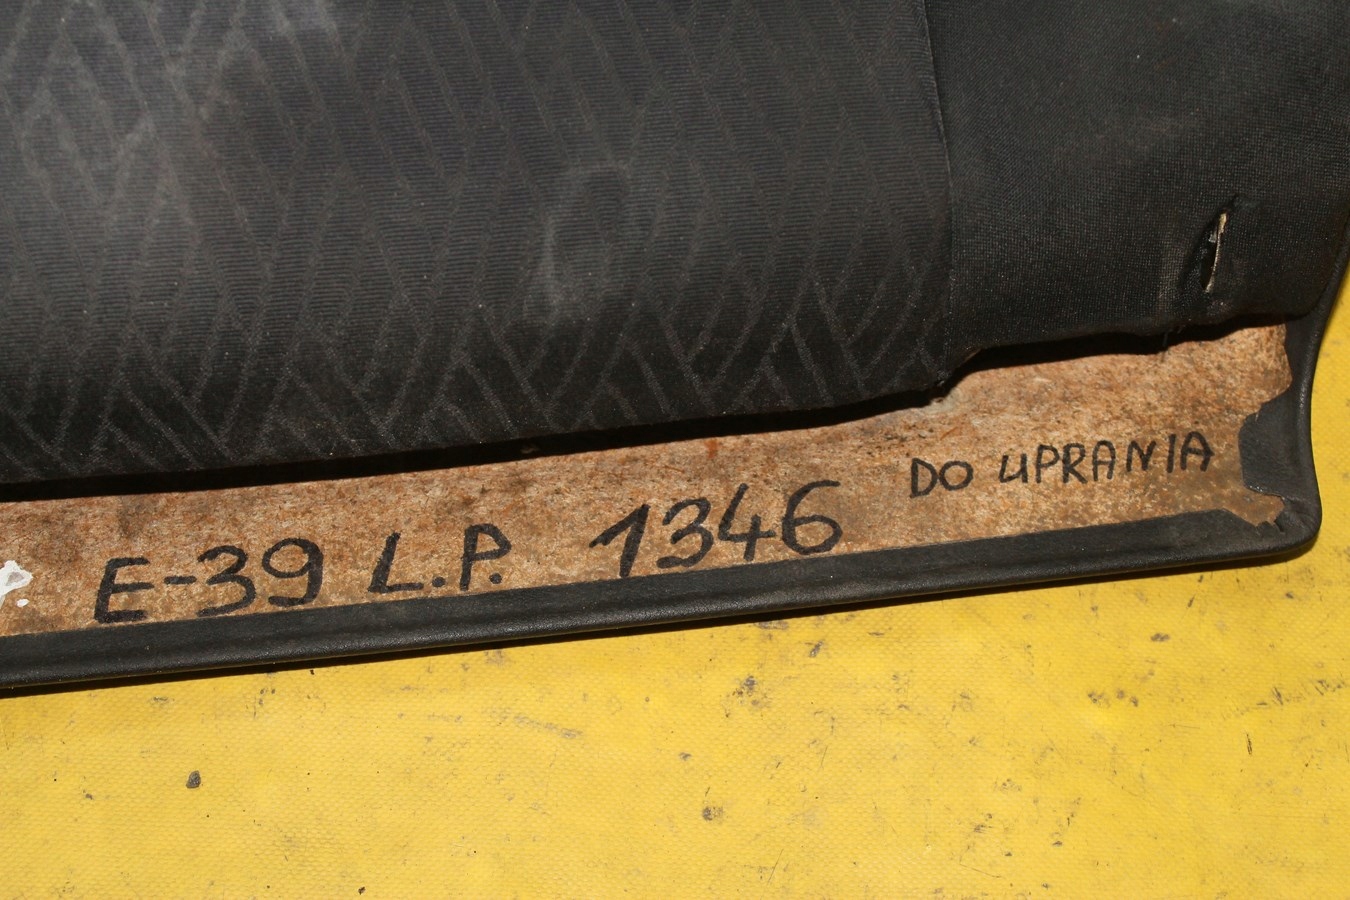 E-39 L.P. 1346 DO UPRANIA